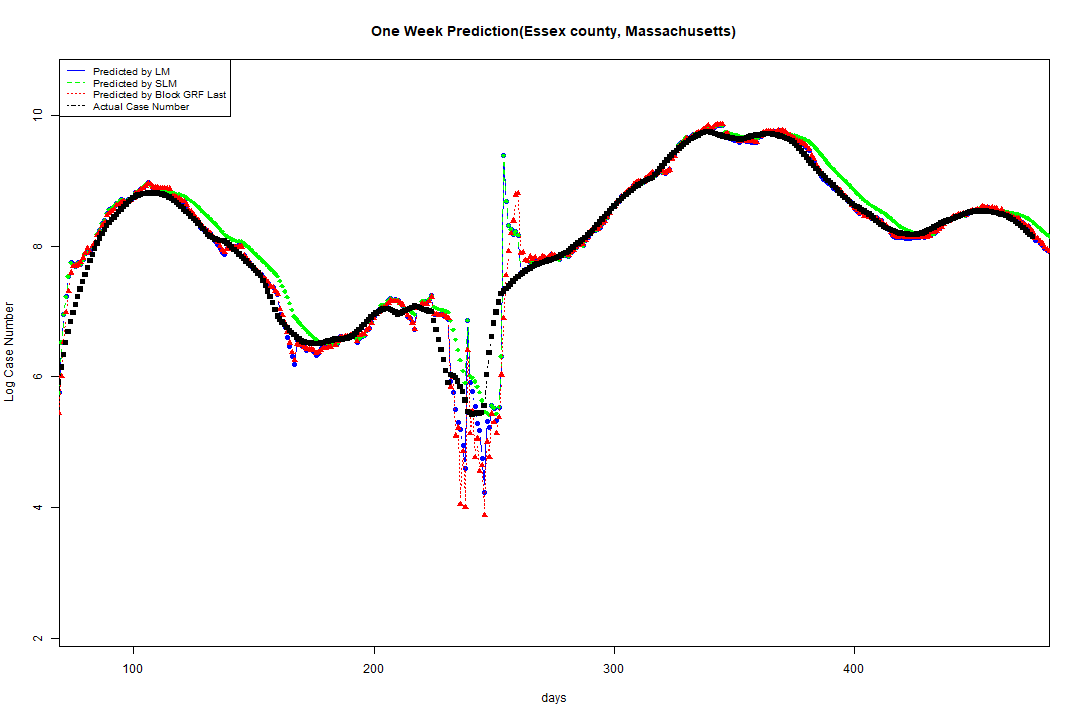 One Week Prediction(Essex county, Massachusetts)
Predicted by LM
Predicted by SLM
Predicted by Block GRF Last
Actual Case Number
10
8
6
4
2
Log Case Number
100 200 300 400
days